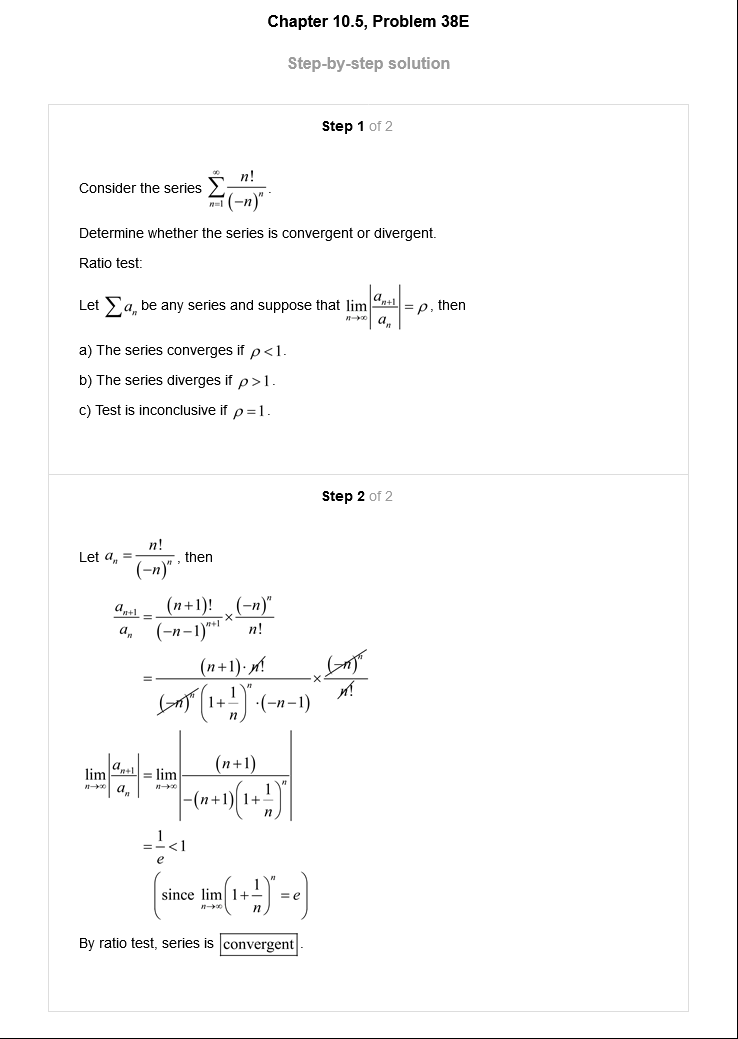 Chapter 10.5, Problem 38E
Step-by-step solution
Step 1 of 2
Consider the series $\sum_{n=1}^{\infty} \frac{n!}{(-n)^n}$.
Determine whether the series is convergent or divergent.
Ratio test:
Let $\sum a_n$ be any series and suppose that $\lim_{n \to \infty} \left| \frac{a_{n+1}}{a_n} \right| = \rho$, then
a) The series converges if $\rho < 1$.
b) The series diverges if $\rho > 1$.
c) Test is inconclusive if $\rho = 1$.
Step 2 of 2
Let $a_n = \frac{n!}{(-n)^n}$, then
$\frac{a_{n+1}}{a_n} = \frac{(n+1)!}{(-n-1)^{n+1}} \times \frac{(-n)^n}{n!}$
$= \frac{(n+1) \cdot \cancel{n!}}{\cancel{(-n)^n} \left(1+\frac{1}{n}\right)^n \cdot (-n-1)} \times \frac{\cancel{(-n)^n}}{\cancel{n!}}$
$\lim_{n \to \infty} \left| \frac{a_{n+1}}{a_n} \right| = \lim_{n \to \infty} \left| \frac{(n+1)}{-(n+1)\left(1+\frac{1}{n}\right)^n} \right|$
$= \frac{1}{e} < 1$
$\left( \text{since } \lim_{n \to \infty} \left(1+\frac{1}{n}\right)^n = e \right)$
By ratio test, series is $\boxed{\text{convergent}}$.